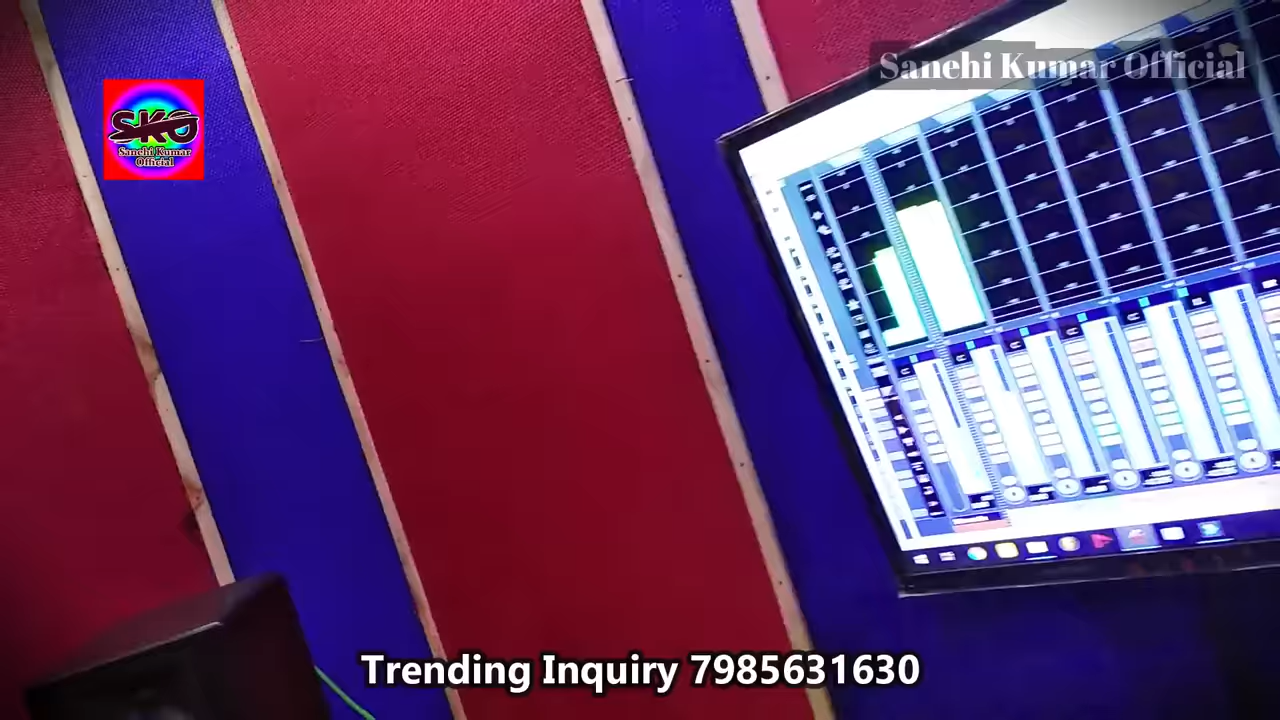 Sanehi Kumar Official
SKO
Sanehi Kumar
Official
Trending Inquiry 7985631630